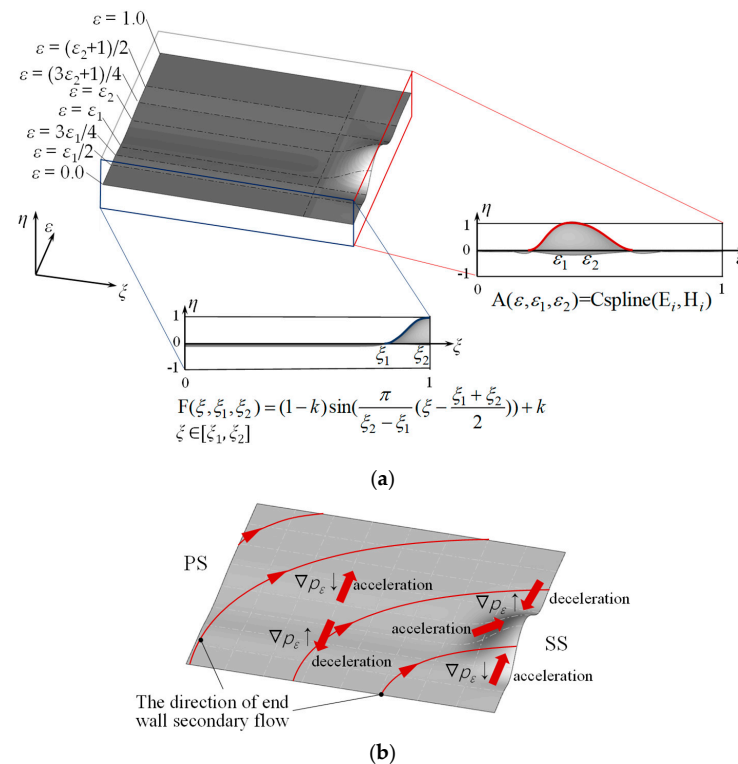 ε = 1.0
ε = (ε₂+1)/2
ε = (3ε₂+1)/4
ε = ε₂
ε = ε₁
ε = 3ε₁/4
ε = ε₁/2
ε = 0.0
η
ε
ξ
η
1
0
-1
ε₁ ε₂
0
1
A(ε,ε₁,ε₂)=Cspline(Eᵢ,Hᵢ)
η
1
0
-1
ξ₁ ξ₂
ξ
0
1
F(ξ,ξ₁,ξ₂) = (1−k)sin(π/(ξ₂−ξ₁)(ξ−(ξ₁+ξ₂)/2))+k
ξ∈[ξ₁,ξ₂]
(a)
PS
∇pε↓ acceleration
∇pε↑
deceleration
∇pε↑
deceleration
acceleration
SS
∇pε↓
acceleration
The direction of end
wall secondary flow
(b)